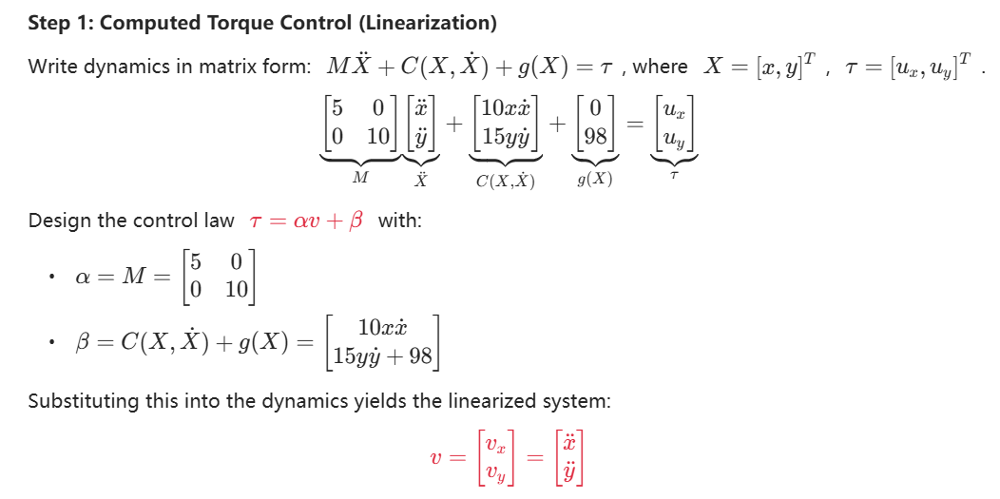 Step 1: Computed Torque Control (Linearization)
Write dynamics in matrix form: $M\ddot{X} + C(X, \dot{X}) + g(X) = \tau$ , where $X = [x, y]^T$ , $\tau = [u_x, u_y]^T$ .
$\underbrace{\begin{bmatrix} 5 & 0 \\ 0 & 10 \end{bmatrix}}_{M} \underbrace{\begin{bmatrix} \ddot{x} \\ \ddot{y} \end{bmatrix}}_{\ddot{X}} + \underbrace{\begin{bmatrix} 10x\dot{x} \\ 15y\dot{y} \end{bmatrix}}_{C(X,\dot{X})} + \underbrace{\begin{bmatrix} 0 \\ 98 \end{bmatrix}}_{g(X)} = \underbrace{\begin{bmatrix} u_x \\ u_y \end{bmatrix}}_{\tau}$
Design the control law $\tau = \alpha v + \beta$ with:
• $\alpha = M = \begin{bmatrix} 5 & 0 \\ 0 & 10 \end{bmatrix}$
• $\beta = C(X, \dot{X}) + g(X) = \begin{bmatrix} 10x\dot{x} \\ 15y\dot{y} + 98 \end{bmatrix}$
Substituting this into the dynamics yields the linearized system:
$v = \begin{bmatrix} v_x \\ v_y \end{bmatrix} = \begin{bmatrix} \ddot{x} \\ \ddot{y} \end{bmatrix}$